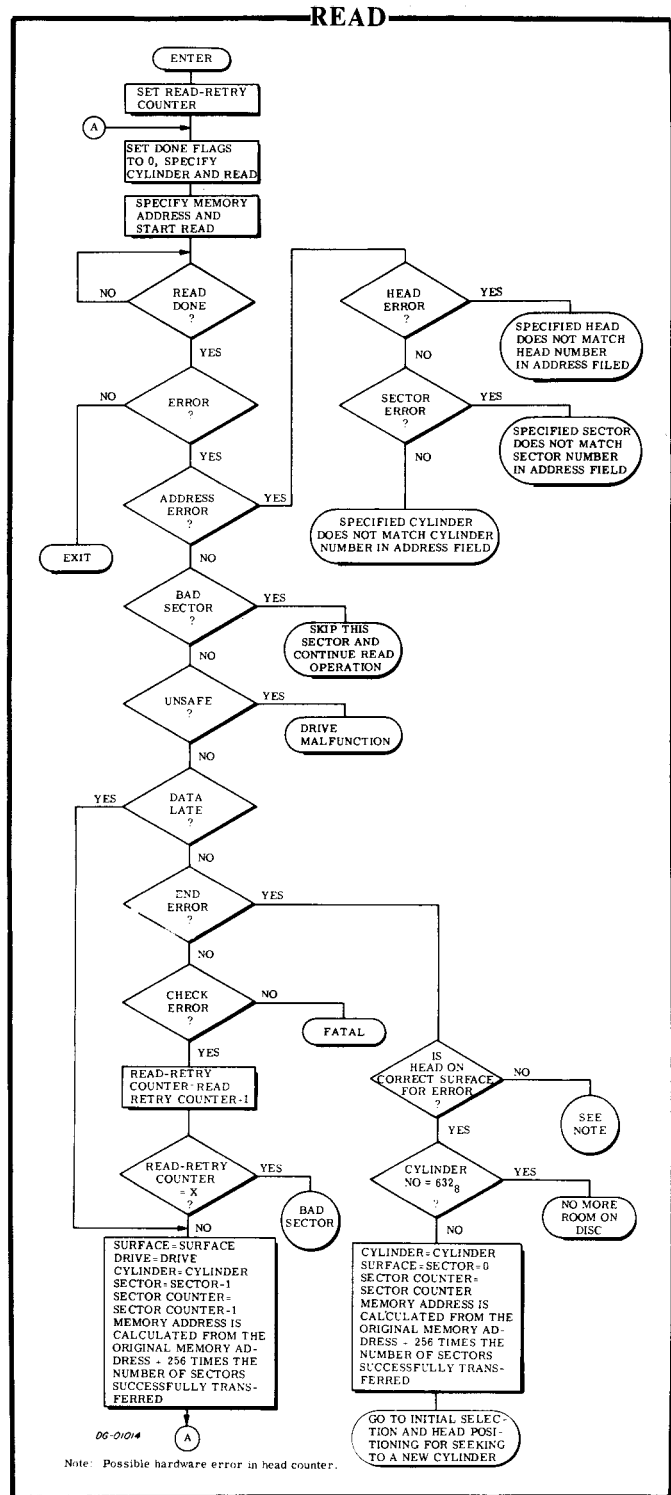 READ
ENTER
SET READ-RETRY
COUNTER
A
SET DONE FLAGS
TO 0, SPECIFY
CYLINDER AND READ
SPECIFY MEMORY
ADDRESS AND
START READ
NO
READ
DONE
?
YES
HEAD
ERROR
?
YES
SPECIFIED HEAD
DOES NOT MATCH
HEAD NUMBER
IN ADDRESS FILED
NO
NO
ERROR
?
YES
SECTOR
ERROR
?
YES
SPECIFIED SECTOR
DOES NOT MATCH
SECTOR NUMBER
IN ADDRESS FIELD
NO
ADDRESS
ERROR
?
YES
NO
SPECIFIED CYLINDER
DOES NOT MATCH CYLINDER
NUMBER IN ADDRESS FIELD
EXIT
BAD
SECTOR
?
YES
SKIP THIS
SECTOR AND
CONTINUE READ
OPERATION
NO
UNSAFE
?
YES
DRIVE
MALFUNCTION
NO
YES
DATA
LATE
?
NO
END
ERROR
?
YES
NO
CHECK
ERROR
?
NO
FATAL
YES
READ-RETRY
COUNTER=READ
RETRY COUNTER-1
IS
HEAD ON
CORRECT SURFACE
FOR ERROR
?
NO
SEE
NOTE
YES
READ-RETRY
COUNTER
= X
?
YES
BAD
SECTOR
NO
CYLINDER
NO = 632₈
?
YES
NO MORE
ROOM ON
DISC
NO
SURFACE=SURFACE
DRIVE=DRIVE
CYLINDER=CYLINDER
SECTOR=SECTOR-1
SECTOR COUNTER=
SECTOR COUNTER-1
MEMORY ADDRESS IS
CALCULATED FROM THE
ORIGINAL MEMORY AD-
DRESS + 256 TIMES THE
NUMBER OF SECTORS
SUCCESSFULLY TRANS-
FERRED
CYLINDER=CYLINDER
SURFACE=SECTOR=0
SECTOR COUNTER=
SECTOR COUNTER
MEMORY ADDRESS IS
CALCULATED FROM THE
ORIGINAL MEMORY AD-
DRESS + 256 TIMES THE
NUMBER OF SECTORS
SUCCESSFULLY TRANS-
FERRED
A
GO TO INITIAL SELEC-
TION AND HEAD POSI-
TIONING FOR SEEKING
TO A NEW CYLINDER
DG-01014
Note: Possible hardware error in head counter.